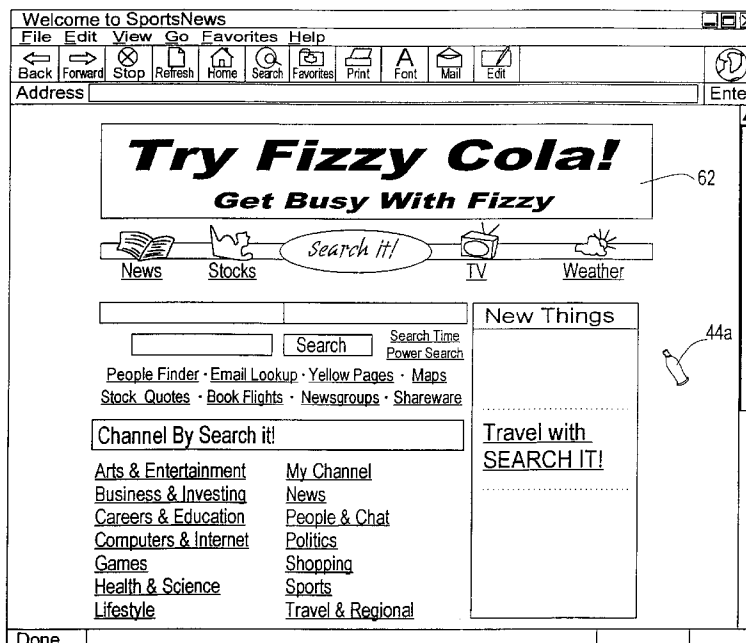 Welcome to SportsNews
File Edit View Go Favorites Help
Back Forward Stop Refresh Home Search Favorites Print Font Mail Edit
Address
Try Fizzy Cola!
Get Busy With Fizzy
62
Search it!
News Stocks TV Weather
New Things
Search Search Time
Power Search
44a
People Finder · Email Lookup · Yellow Pages · Maps
Stock Quotes · Book Flights · Newsgroups · Shareware
Channel By Search it!
Travel with
SEARCH IT!
Arts & Entertainment My Channel
Business & Investing News
Careers & Education People & Chat
Computers & Internet Politics
Games Shopping
Health & Science Sports
Lifestyle Travel & Regional
Done